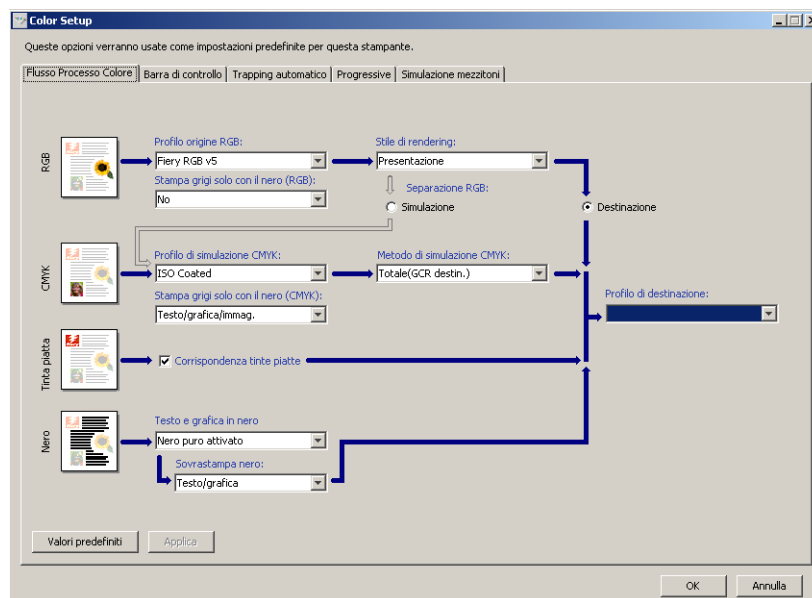 Color Setup
Queste opzioni verranno usate come impostazioni predefinite per questa stampante.
Flusso Processo Colore
Barra di controllo
Trapping automatico
Progressive
Simulazione mezzitoni
RGB
Profilo origine RGB:
Fiery RGB v5
Stampa grigi solo con il nero (RGB):
No
Stile di rendering:
Presentazione
Separazione RGB:
Simulazione
Destinazione
CMYK
Profilo di simulazione CMYK:
ISO Coated
Stampa grigi solo con il nero (CMYK):
Testo/grafica/immag.
Metodo di simulazione CMYK:
Totale(GCR destin.)
Profilo di destinazione:
Tinta piatta
Corrispondenza tinte piatte
Nero
Testo e grafica in nero
Nero puro attivato
Sovrastampa nero:
Testo/grafica
Valori predefiniti
Applica
OK
Annulla